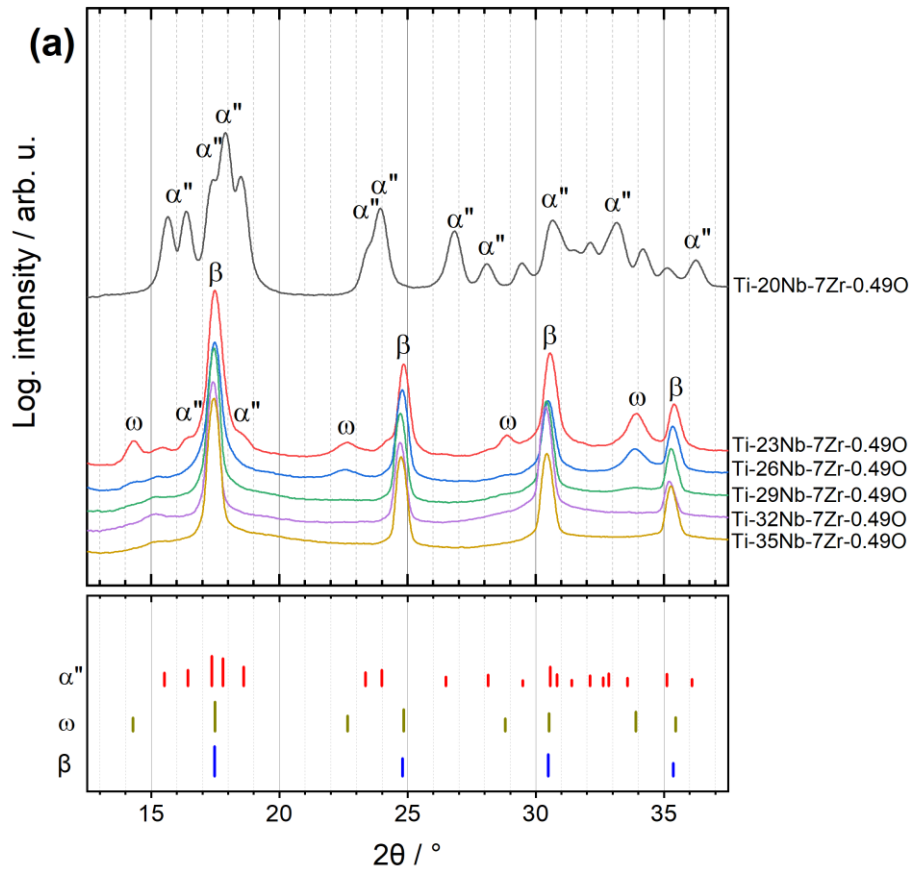 (a)
Log. intensity / arb. u.
α"
α"
α"
α"
α"
α"
α"
α"
α"
α"
α"
Ti-20Nb-7Zr-0.49O
β
β
β
β
ω
α"
α"
ω
ω
ω
Ti-23Nb-7Zr-0.49O
Ti-26Nb-7Zr-0.49O
Ti-29Nb-7Zr-0.49O
Ti-32Nb-7Zr-0.49O
Ti-35Nb-7Zr-0.49O
α"
ω
β
15 20 25 30 35
2θ / °